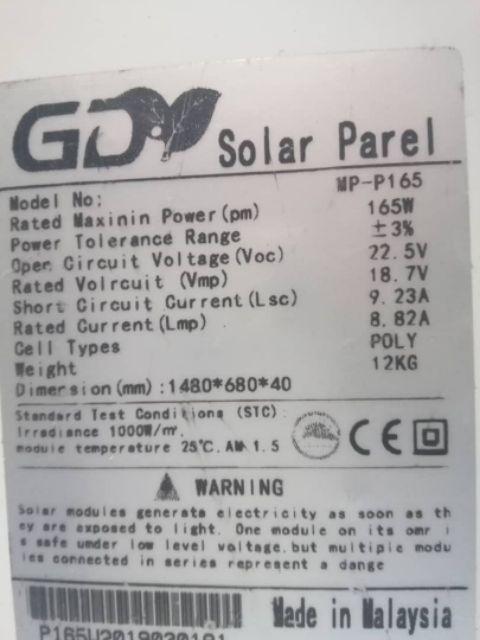 GD
Solar Parel
Model No: MP-P165
Rated Maxinin Power(pm) 165W
Power Tolerance Range ±3%
Oper Circuit Voltage(Voc) 22.5V
Rated Volrcuit (Vmp) 18.7V
Short Circuit Current(Lsc) 9.23A
Rated Current(Lmp) 8.82A
Cell Types POLY
Weight 12KG
Dimersion(mm):1480*680*40
Standard Test Conditions (STC):
Irradiance 1000W/㎡.
module temperature 25℃. AM 1.5
CE
WARNING
Solar modules generate electricity as soon as th
ey are exposed to light. One module on its omr i
s safe under low level voltage.but multiple modu
les connected in series represent a dange
Made in Malaysia